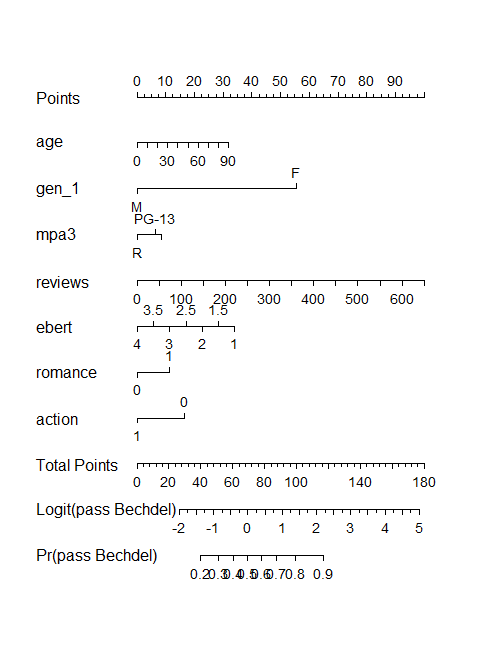 0 10 20 30 40 50 60 70 80 90
Points
age
0 30 60 90
F
gen_1
M
PG-13
mpa3
R
reviews
0 100 200 300 400 500 600
3.5 2.5 1.5
ebert
4 3 2 1
1
romance
0
0
action
1
Total Points
0 20 40 60 80 100 140 180
Logit(pass Bechdel)
-2 -1 0 1 2 3 4 5
Pr(pass Bechdel)
0.2 0.3 0.4 0.5 0.6 0.7 0.8 0.9